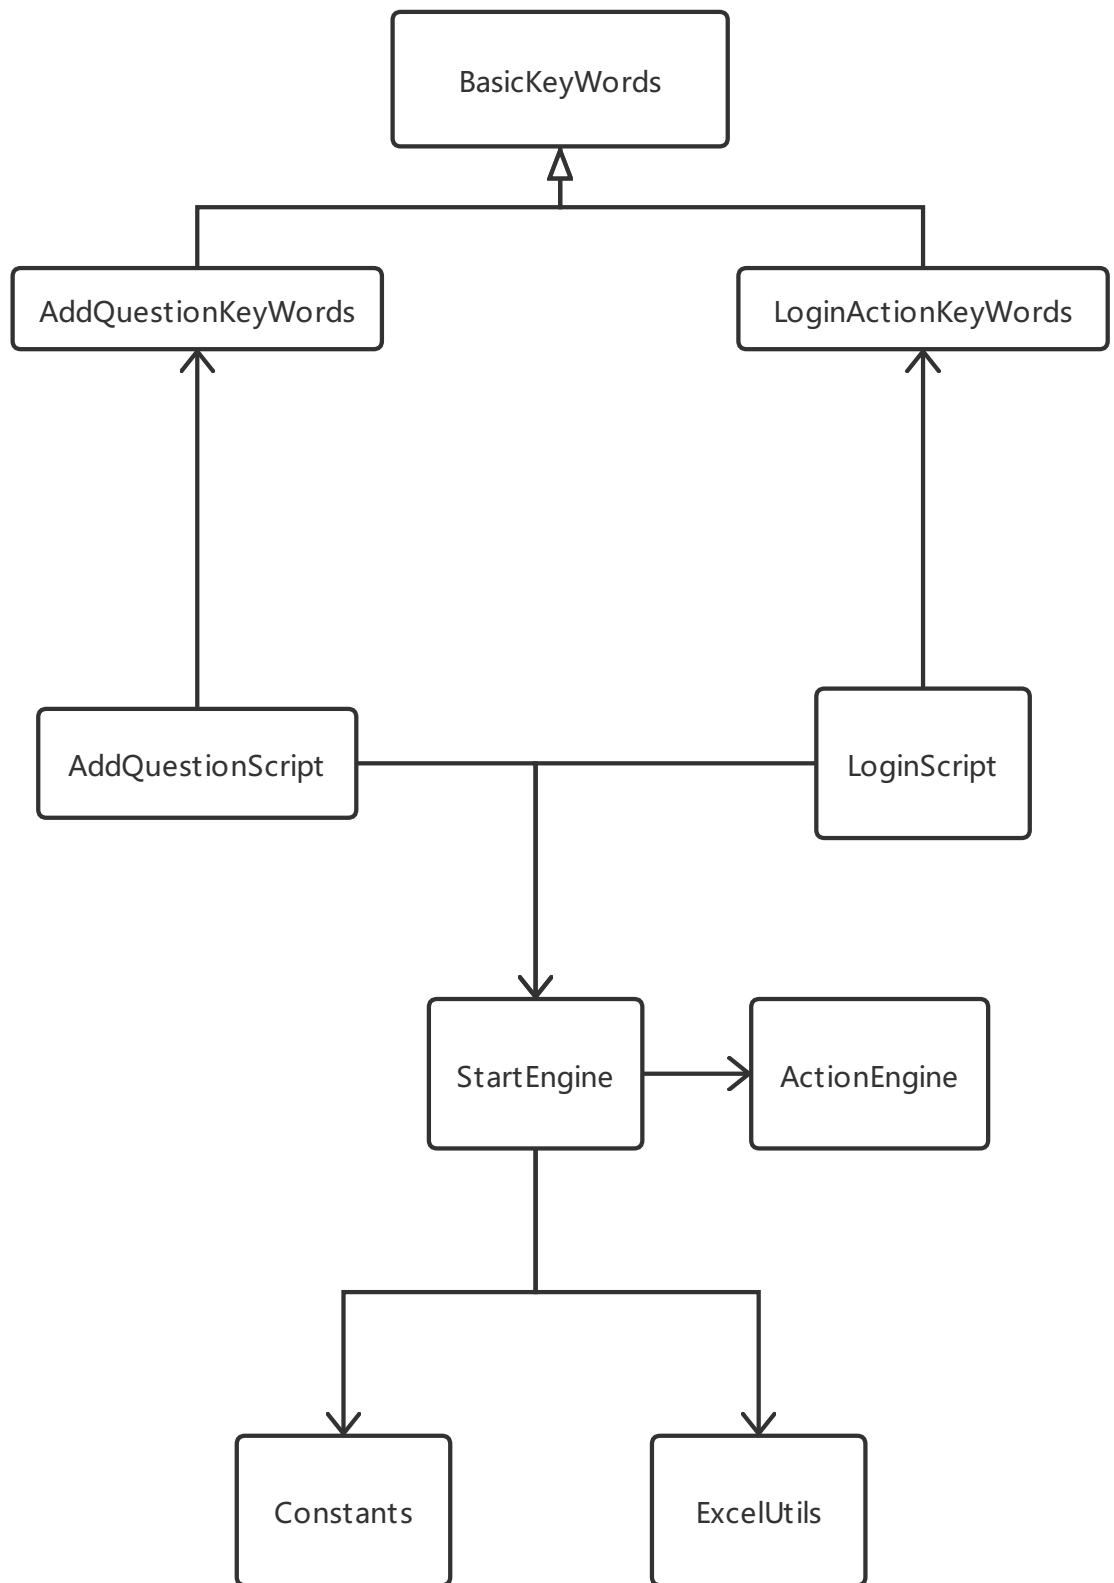 BasicKeyWords
AddQuestionKeyWords
LoginActionKeyWords
AddQuestionScript
LoginScript
StartEngine
ActionEngine
Constants
ExcelUtils